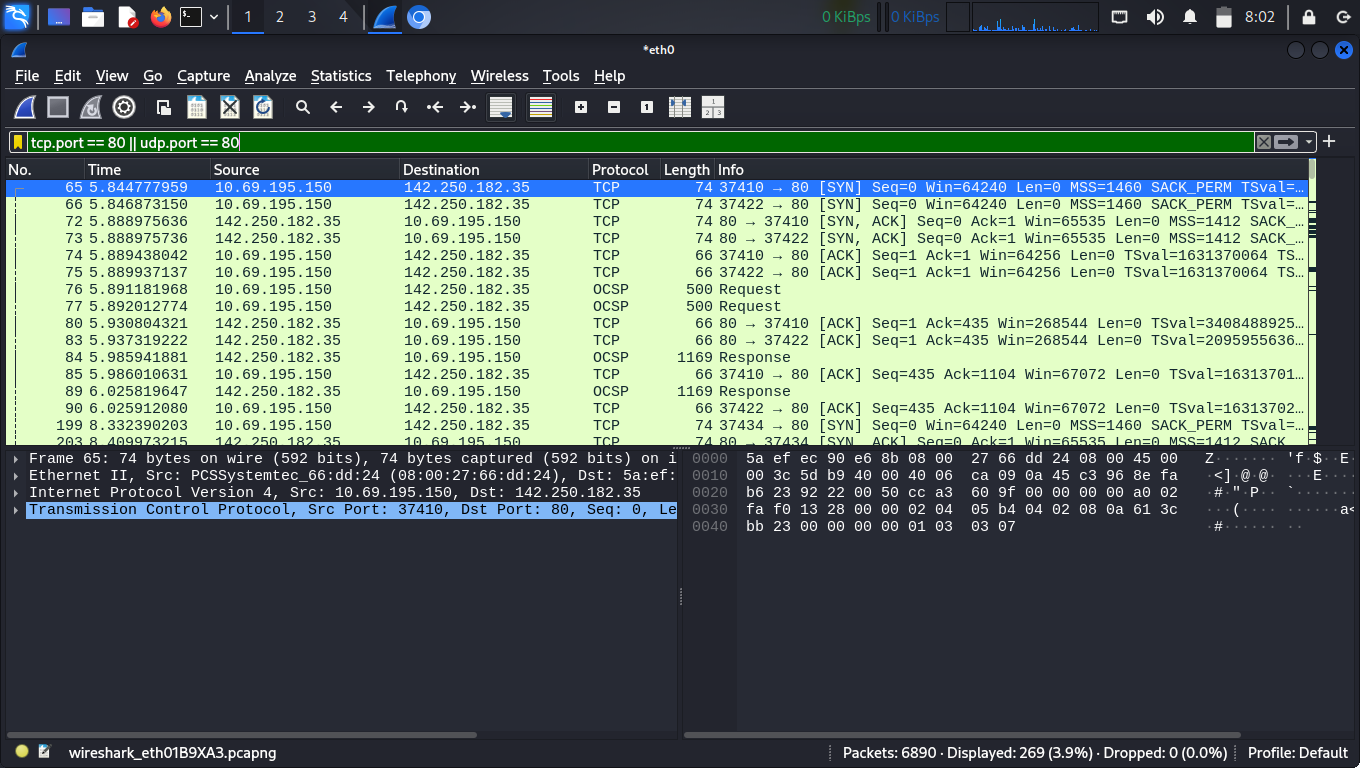 1 2 3 4 0 KiBps 0 KiBps 8:02
*eth0
File Edit View Go Capture Analyze Statistics Telephony Wireless Tools Help
tcp.port == 80 || udp.port == 80
No. Time Source Destination Protocol Length Info
65 5.844777959 10.69.195.150 142.250.182.35 TCP 74 37410 → 80 [SYN] Seq=0 Win=64240 Len=0 MSS=1460 SACK_PERM TSval=…
66 5.846873150 10.69.195.150 142.250.182.35 TCP 74 37422 → 80 [SYN] Seq=0 Win=64240 Len=0 MSS=1460 SACK_PERM TSval=…
72 5.888975636 142.250.182.35 10.69.195.150 TCP 74 80 → 37410 [SYN, ACK] Seq=0 Ack=1 Win=65535 Len=0 MSS=1412 SACK_…
73 5.888975736 142.250.182.35 10.69.195.150 TCP 74 80 → 37422 [SYN, ACK] Seq=0 Ack=1 Win=65535 Len=0 MSS=1412 SACK_…
74 5.889438042 10.69.195.150 142.250.182.35 TCP 66 37410 → 80 [ACK] Seq=1 Ack=1 Win=64256 Len=0 TSval=1631370064 TS…
75 5.889937137 10.69.195.150 142.250.182.35 TCP 66 37422 → 80 [ACK] Seq=1 Ack=1 Win=64256 Len=0 TSval=1631370064 TS…
76 5.891181968 10.69.195.150 142.250.182.35 OCSP 500 Request
77 5.892012774 10.69.195.150 142.250.182.35 OCSP 500 Request
80 5.930804321 142.250.182.35 10.69.195.150 TCP 66 80 → 37410 [ACK] Seq=1 Ack=435 Win=268544 Len=0 TSval=3408488925…
83 5.937319222 142.250.182.35 10.69.195.150 TCP 66 80 → 37422 [ACK] Seq=1 Ack=435 Win=268544 Len=0 TSval=2095955636…
84 5.985941881 142.250.182.35 10.69.195.150 OCSP 1169 Response
85 5.986010631 10.69.195.150 142.250.182.35 TCP 66 37410 → 80 [ACK] Seq=435 Ack=1104 Win=67072 Len=0 TSval=16313701…
89 6.025819647 142.250.182.35 10.69.195.150 OCSP 1169 Response
90 6.025912080 10.69.195.150 142.250.182.35 TCP 66 37422 → 80 [ACK] Seq=435 Ack=1104 Win=67072 Len=0 TSval=16313702…
199 8.332390203 10.69.195.150 142.250.182.35 TCP 74 37434 → 80 [SYN] Seq=0 Win=64240 Len=0 MSS=1460 SACK_PERM TSval=…
203 8.409973215 142.250.182.35 10.69.195.150 TCP 74 80 → 37434 [SYN, ACK] Seq=0 Ack=1 Win=65535 Len=0 MSS=1412 SACK_…
Frame 65: 74 bytes on wire (592 bits), 74 bytes captured (592 bits) on i
Ethernet II, Src: PCSSystemtec_66:dd:24 (08:00:27:66:dd:24), Dst: 5a:ef:
Internet Protocol Version 4, Src: 10.69.195.150, Dst: 142.250.182.35
Transmission Control Protocol, Src Port: 37410, Dst Port: 80, Seq: 0, Le
0000 5a ef ec 90 e6 8b 08 00 27 66 dd 24 08 00 45 00 Z······· 'f·$··E·
0010 00 3c 5d b9 40 00 40 06 ca 09 0a 45 c3 96 8e fa ·<]·@·@· ···E····
0020 b6 23 92 22 00 50 cc a3 60 9f 00 00 00 00 a0 02 ·#·"·P·· `·······
0030 fa f0 13 28 00 00 02 04 05 b4 04 02 08 0a 61 3c ···(···· ······a<
0040 bb 23 00 00 00 00 01 03 03 07 ·#······ ··
wireshark_eth01B9XA3.pcapng
Packets: 6890 · Displayed: 269 (3.9%) · Dropped: 0 (0.0%)
Profile: Default